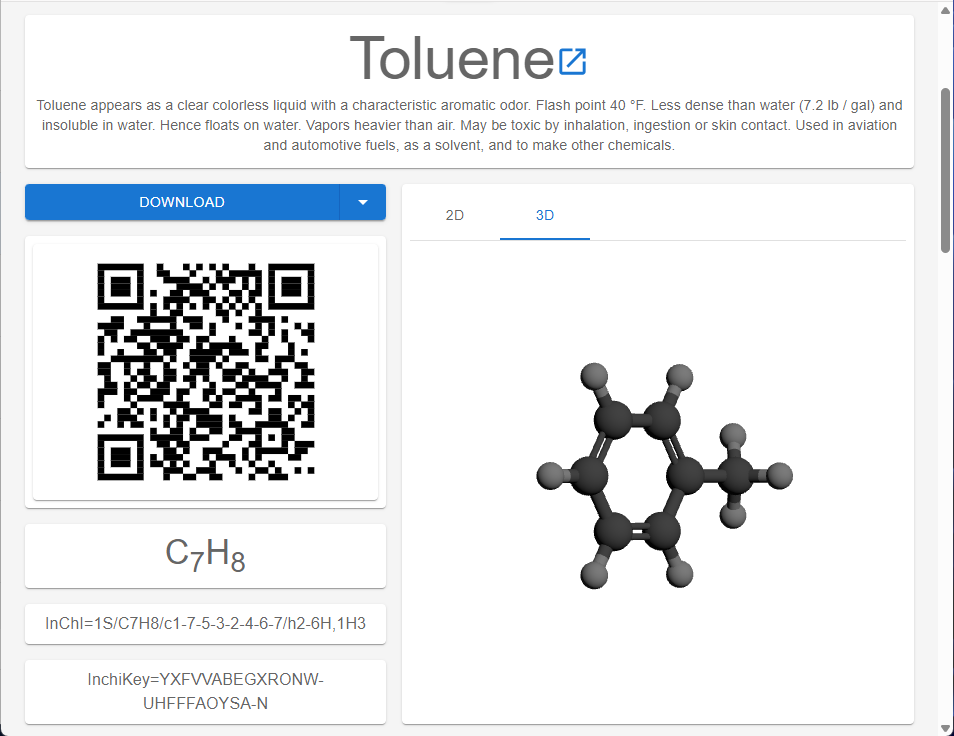 Toluene
Toluene appears as a clear colorless liquid with a characteristic aromatic odor. Flash point 40 °F. Less dense than water (7.2 lb / gal) and
insoluble in water. Hence floats on water. Vapors heavier than air. May be toxic by inhalation, ingestion or skin contact. Used in aviation
and automotive fuels, as a solvent, and to make other chemicals.
DOWNLOAD
2D 3D
C₇H₈
InChI=1S/C7H8/c1-7-5-3-2-4-6-7/h2-6H,1H3
InchiKey=YXFVVABEGXRONW-
UHFFFAOYSA-N